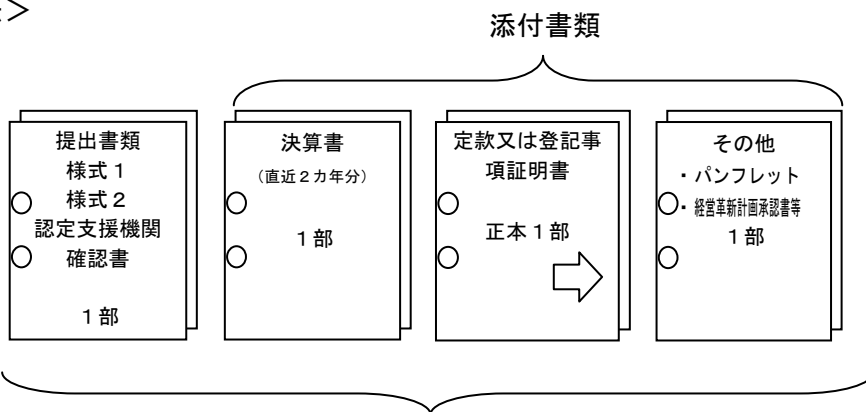 ＞
添付書類
提出書類
様式１
様式２
認定支援機関
確認書
１部
決算書
（直近２カ年分）
１部
定款又は登記事
項証明書
正本１部
その他
・パンフレット
・経営革新計画承認書等
１部